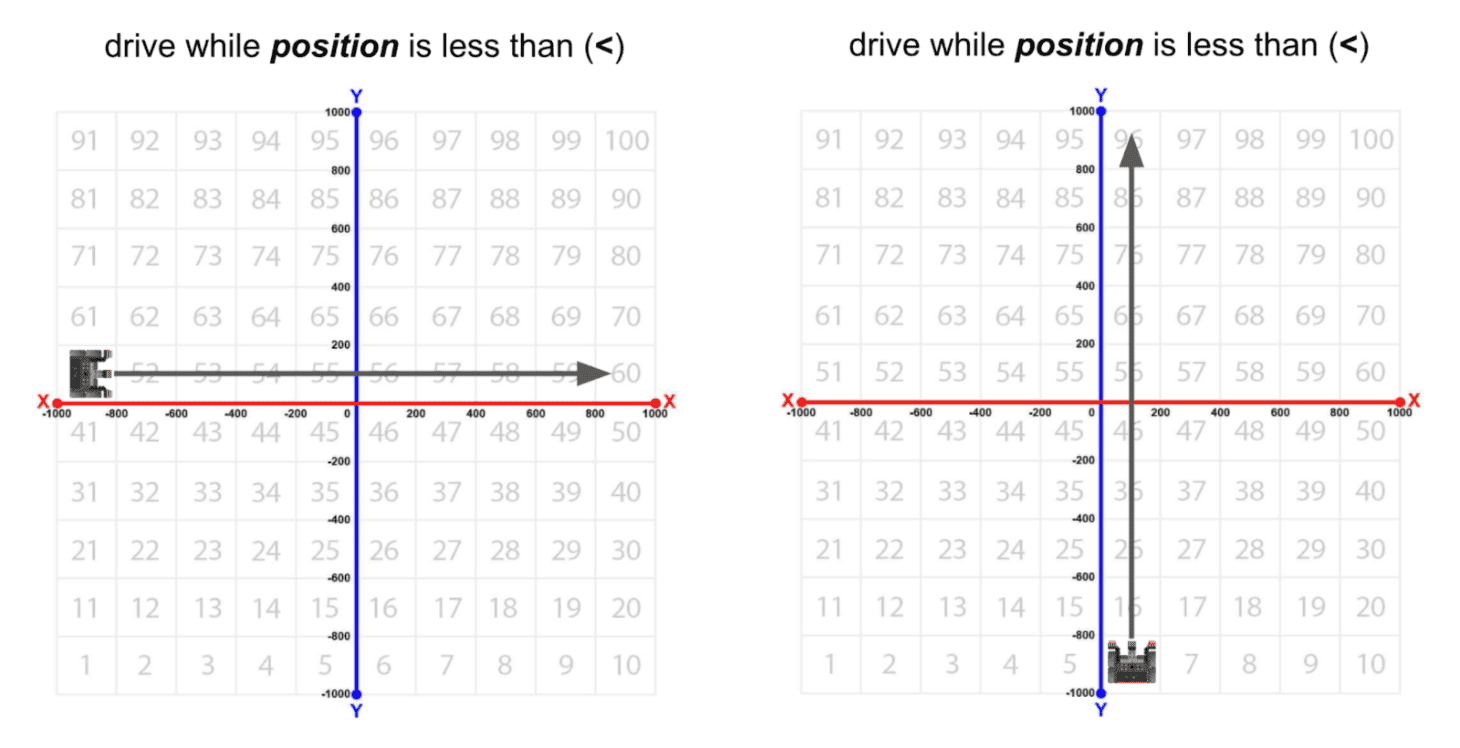 drive while position is less than (<)
Y
1000
91 92 93 94 95 96 97 98 99 100
800
81 82 83 84 85 86 87 88 89 90
600
71 72 73 74 75 76 77 78 79 80
400
61 62 63 64 65 66 67 68 69 70
200
52 53 54 55 56 57 58 59 60
X X
-1000 -800 -600 -400 -200 0 200 400 600 800 1000
41 42 43 44 45 46 47 48 49 50
-200
31 32 33 34 35 36 37 38 39 40
-400
21 22 23 24 25 26 27 28 29 30
-600
11 12 13 14 15 16 17 18 19 20
-800
1 2 3 4 5 6 7 8 9 10
-1000
Y
drive while position is less than (<)
Y
1000
91 92 93 94 95 96 97 98 99 100
800
81 82 83 84 85 86 87 88 89 90
600
71 72 73 74 75 76 77 78 79 80
400
61 62 63 64 65 66 67 68 69 70
200
51 52 53 54 55 56 57 58 59 60
X X
-1000 -800 -600 -400 -200 0 200 400 600 800 1000
41 42 43 44 45 46 47 48 49 50
-200
31 32 33 34 35 36 37 38 39 40
-400
21 22 23 24 25 26 27 28 29 30
-600
11 12 13 14 15 16 17 18 19 20
-800
1 2 3 4 5 7 8 9 10
-1000
Y